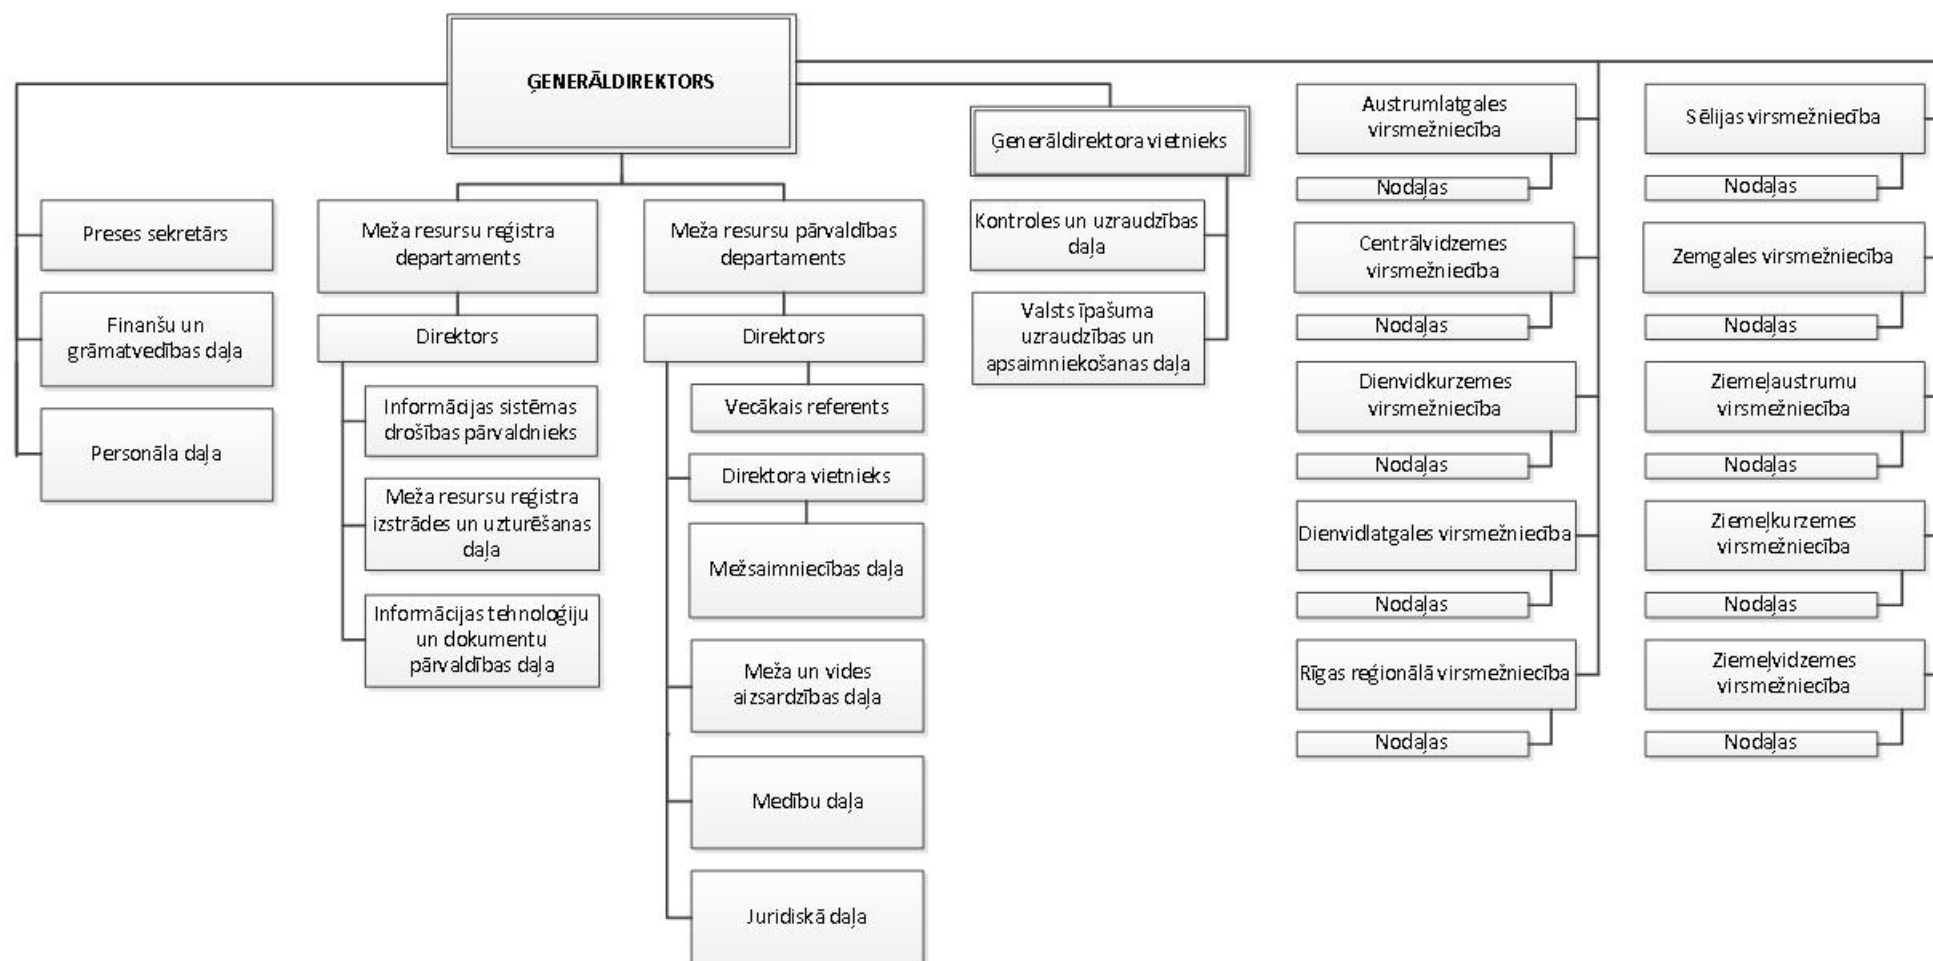 ĢENERĀLDIREKTORS
Preses sekretārs
Finanšu un
grāmatvedības daļa
Personāla daļa
Meža resursu reģistra
departaments
Direktors
Informācijas sistēmas
drošības pārvaldnieks
Meža resursu reģistra
izstrādes un uzturēšanas
daļa
Informācijas tehnoloģiju
un dokumentu
pārvaldības daļa
Meža resursu pārvaldības
departaments
Direktors
Vecākais referents
Direktora vietnieks
Mežsaimniecības daļa
Meža un vides
aizsardzības daļa
Medību daļa
Juridiskā daļa
Ģenerāldirektora vietnieks
Kontroles un uzraudzības
daļa
Valsts īpašuma
uzraudzības un
apsaimniekošanas daļa
Austrumlatgales
virsmežniecība
Nodaļas
Centrālvidzemes
virsmežniecība
Nodaļas
Dienvidkurzemes
virsmežniecība
Nodaļas
Dienvidlatgales virsmežniecība
Nodaļas
Rīgas reģionālā virsmežniecība
Nodaļas
Sēlijas virsmežniecība
Nodaļas
Zemgales virsmežniecība
Nodaļas
Ziemeļaustrumu
virsmežniecība
Nodaļas
Ziemeļkurzemes
virsmežniecība
Nodaļas
Ziemeļvidzemes
virsmežniecība
Nodaļas